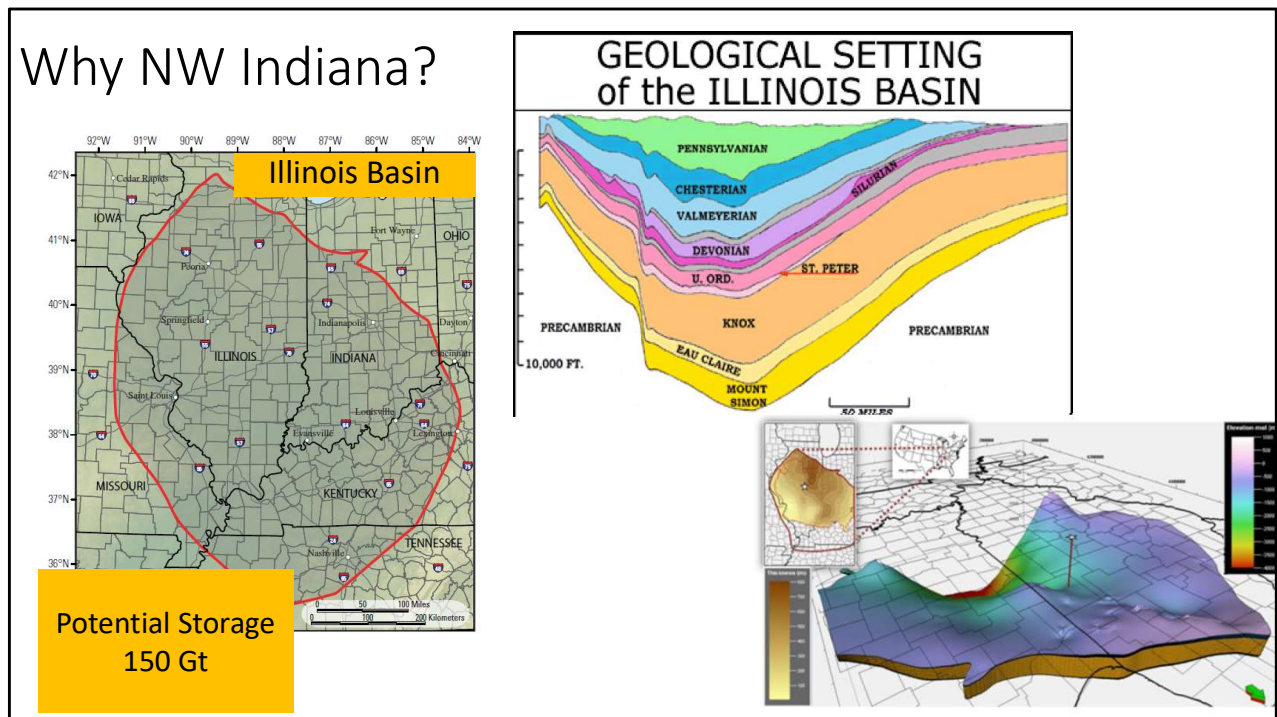 Why NW Indiana?
92°W 91°W 90°W 89°W 88°W 87°W 86°W 85°W 84°W
Illinois Basin
42°N
Cedar Rapids
IOWA
Fort Wayne
OHIO
41°N
Peoria
40°N
Springfield
Indianapolis
Dayton
ILLINOIS
INDIANA
Cincinnati
39°N
Saint Louis
Louisville
38°N
Evansville
Lexington
MISSOURI
KENTUCKY
37°N
Nashville
TENNESSEE
36°N
0 50 100 Miles
0 100 200 Kilometers
Potential Storage
150 Gt
GEOLOGICAL SETTING
of the ILLINOIS BASIN
PENNSYLVANIAN
CHESTERIAN
SILURIAN
VALMEYERIAN
DEVONIAN
ST. PETER
U. ORD.
KNOX
PRECAMBRIAN
PRECAMBRIAN
EAU CLAIRE
10,000 FT.
MOUNT
SIMON
50 MILES